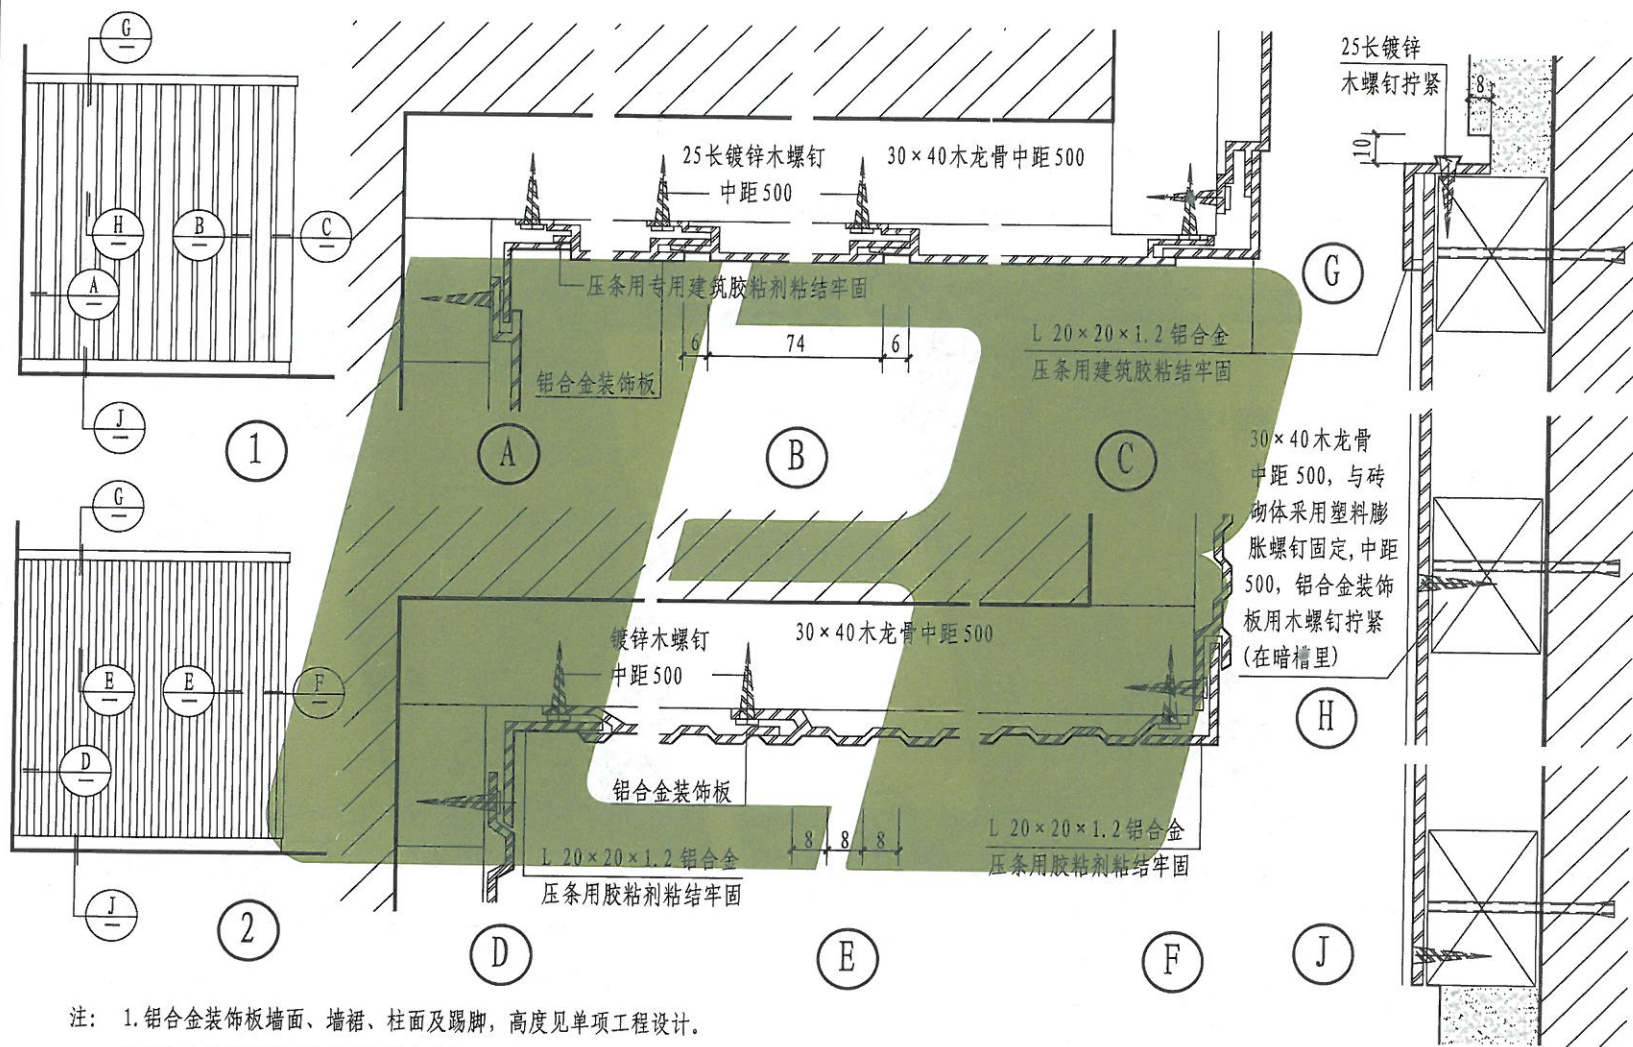 G
H
B
C
A
J
1
25长镀锌木螺钉
中距500
30×40木龙骨中距500
压条用专用建筑胶粘剂粘结牢固
6
74
6
铝合金装饰板
L 20×20×1.2铝合金
压条用建筑胶粘结牢固
A
B
C
25长镀锌
木螺钉拧紧
8
10
G
30×40木龙骨
中距500, 与砖
砌体采用塑料膨
胀螺钉固定, 中距
500, 铝合金装饰
板用木螺钉拧紧
(在暗槽里)
H
G
E
E
F
D
J
2
镀锌木螺钉
中距500
30×40木龙骨中距500
铝合金装饰板
8
8
8
L 20×20×1.2铝合金
压条用胶粘剂粘结牢固
L 20×20×1.2铝合金
压条用胶粘剂粘结牢固
D
E
F
J
注: 1.铝合金装饰板墙面、墙裙、柱面及踢脚, 高度见单项工程设计。